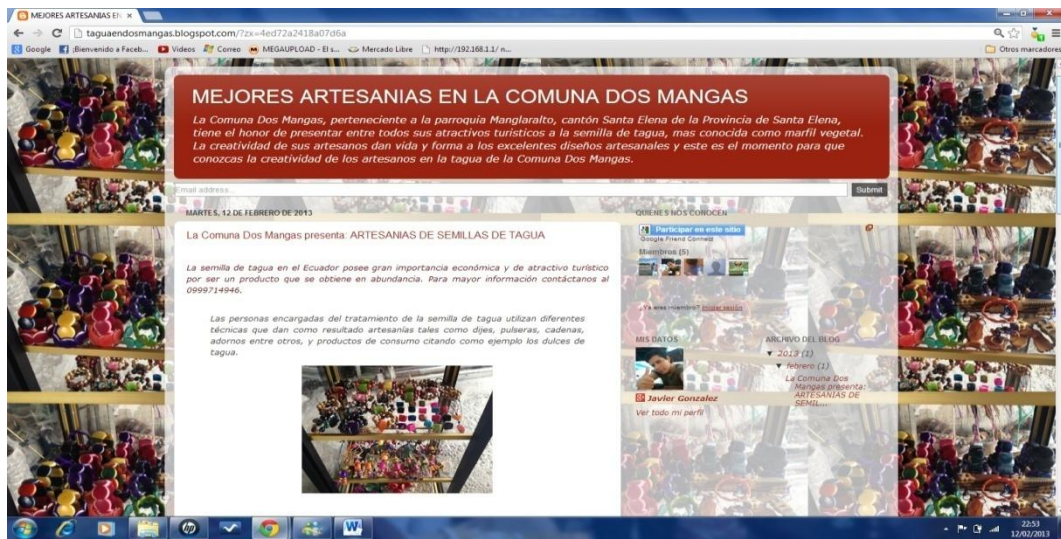 MEJORES ARTESANIAS EN
taguaendosmangas.blogspot.com/?zx=4ed72a2418a07d6a
Google
¡Bienvenido a Faceb...
Videos
Correo
MEGAUPLOAD - El s...
Mercado Libre
http://192.168.1.1/ n...
Otros marcadores
MEJORES ARTESANIAS EN LA COMUNA DOS MANGAS
La Comuna Dos Mangas, perteneciente a la parroquia Manglaralto, cantón Santa Elena de la Provincia de Santa Elena,
tiene el honor de presentar entre todos sus atractivos turisticos a la semilla de tagua, mas conocida como marfil vegetal.
La creatividad de sus artesanos dan vida y forma a los excelentes diseños artesanales y este es el momento para que
conozcas la creatividad de los artesanos en la tagua de la Comuna Dos Mangas.
Email address...
Submit
MARTES, 12 DE FEBRERO DE 2013
La Comuna Dos Mangas presenta: ARTESANIAS DE SEMILLAS DE TAGUA
La semilla de tagua en el Ecuador posee gran importancia económica y de atractivo turístico
por ser un producto que se obtiene en abundancia. Para mayor información contáctanos al
0999714946.
Las personas encargadas del tratamiento de la semilla de tagua utilizan diferentes
técnicas que dan como resultado artesanías tales como dijes, pulseras, cadenas,
adornos entre otros, y productos de consumo citando como ejemplo los dulces de
tagua.
QUIENES NOS CONOCEN
Participar en este sitio
Google Friend Connect
Miembros (5)
¿Ya eres miembro? Iniciar sesión
MIS DATOS
Javier Gonzalez
Ver todo mi perfil
ARCHIVO DEL BLOG
▼ 2013 (1)
▼ febrero (1)
La Comuna Dos
Mangas presenta:
ARTESANIAS DE
SEMIL...
22:53
12/02/2013